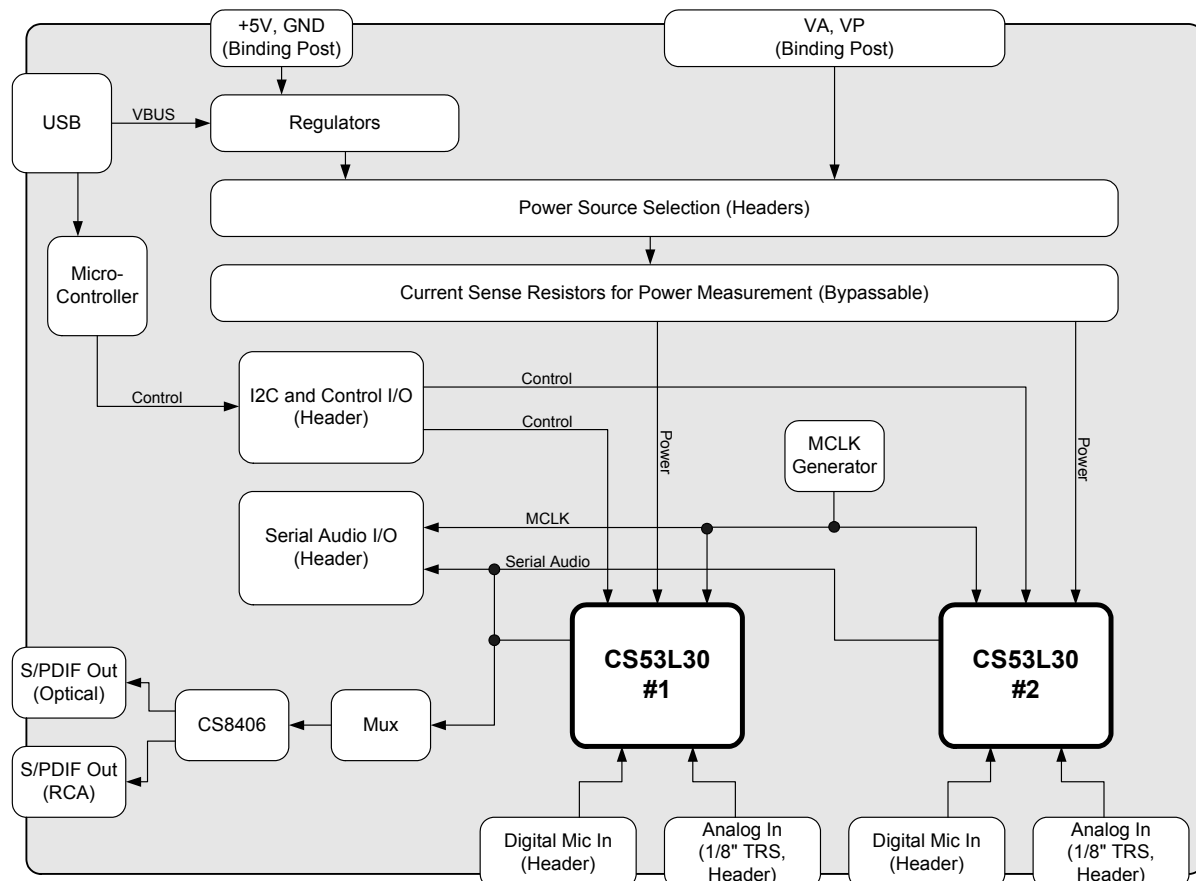 +5V, GND
(Binding Post)
VA, VP
(Binding Post)
USB
VBUS
Regulators
Power Source Selection (Headers)
Micro-
Controller
Current Sense Resistors for Power Measurement (Bypassable)
Control
I2C and Control I/O
(Header)
Control
Control
Power
Power
MCLK
Generator
Serial Audio I/O
(Header)
MCLK
Serial Audio
CS53L30
#1
CS53L30
#2
S/PDIF Out
(Optical)
CS8406
Mux
S/PDIF Out
(RCA)
Digital Mic In
(Header)
Analog In
(1/8" TRS,
Header)
Digital Mic In
(Header)
Analog In
(1/8" TRS,
Header)